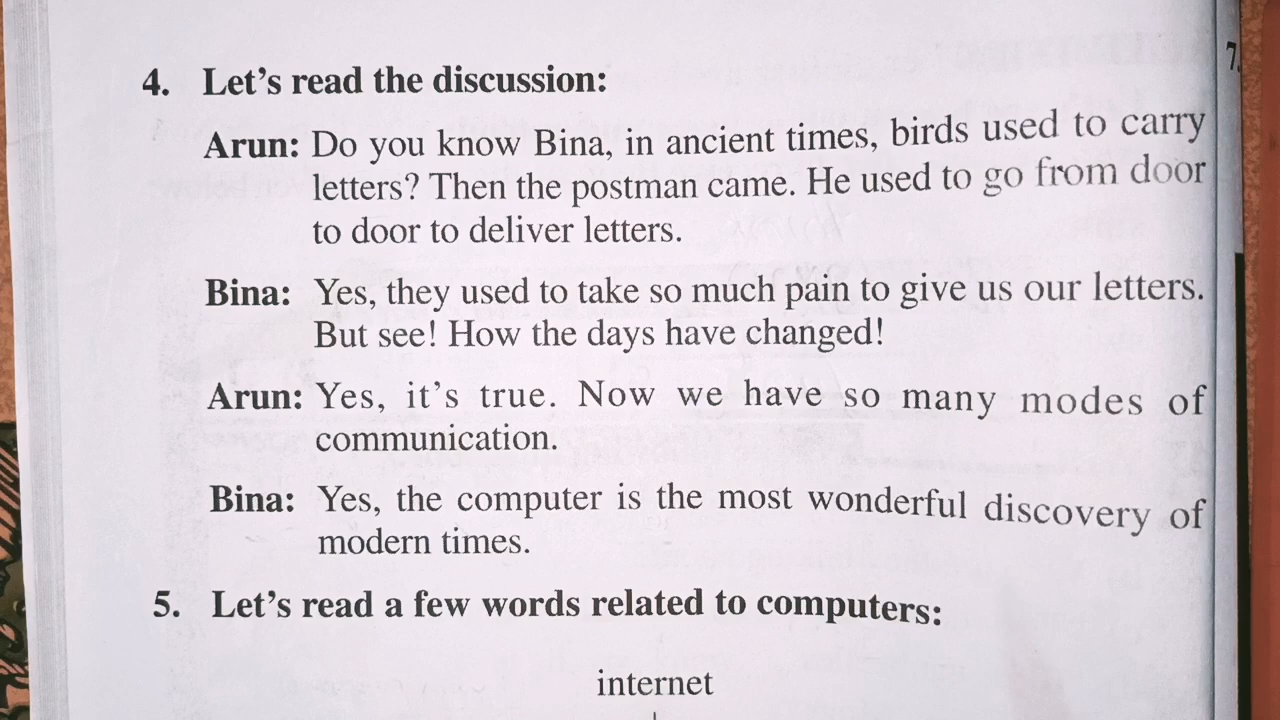 4. Let's read the discussion:
Arun: Do you know Bina, in ancient times, birds used to carry
letters? Then the postman came. He used to go from door
to door to deliver letters.
Bina: Yes, they used to take so much pain to give us our letters.
But see! How the days have changed!
Arun: Yes, it's true. Now we have so many modes of
communication.
Bina: Yes, the computer is the most wonderful discovery of
modern times.
5. Let's read a few words related to computers:
internet
7.